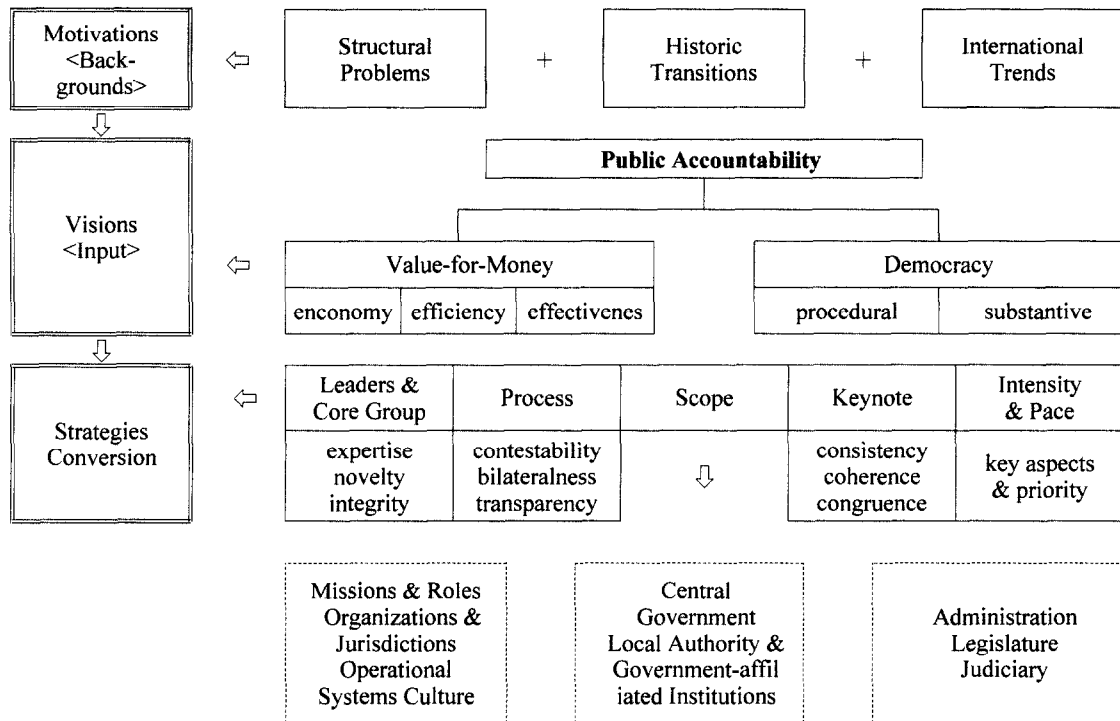 Motivations
<Back-
grounds>
Structural
Problems
+
Historic
Transitions
+
International
Trends
Public Accountability
Visions
<Input>
Value-for-Money
enconomy
efficiency
effectivenes
Democracy
procedural
substantive
Strategies
Conversion
Leaders &
Core Group
Process
Scope
Keynote
Intensity
& Pace
expertise
novelty
integrity
contestability
bilateralness
transparency
consistency
coherence
congruence
key aspects
& priority
Missions & Roles
Organizations &
Jurisdictions
Operational
Systems Culture
Central
Government
Local Authority &
Government-affil
iated Institutions
Administration
Legislature
Judiciary